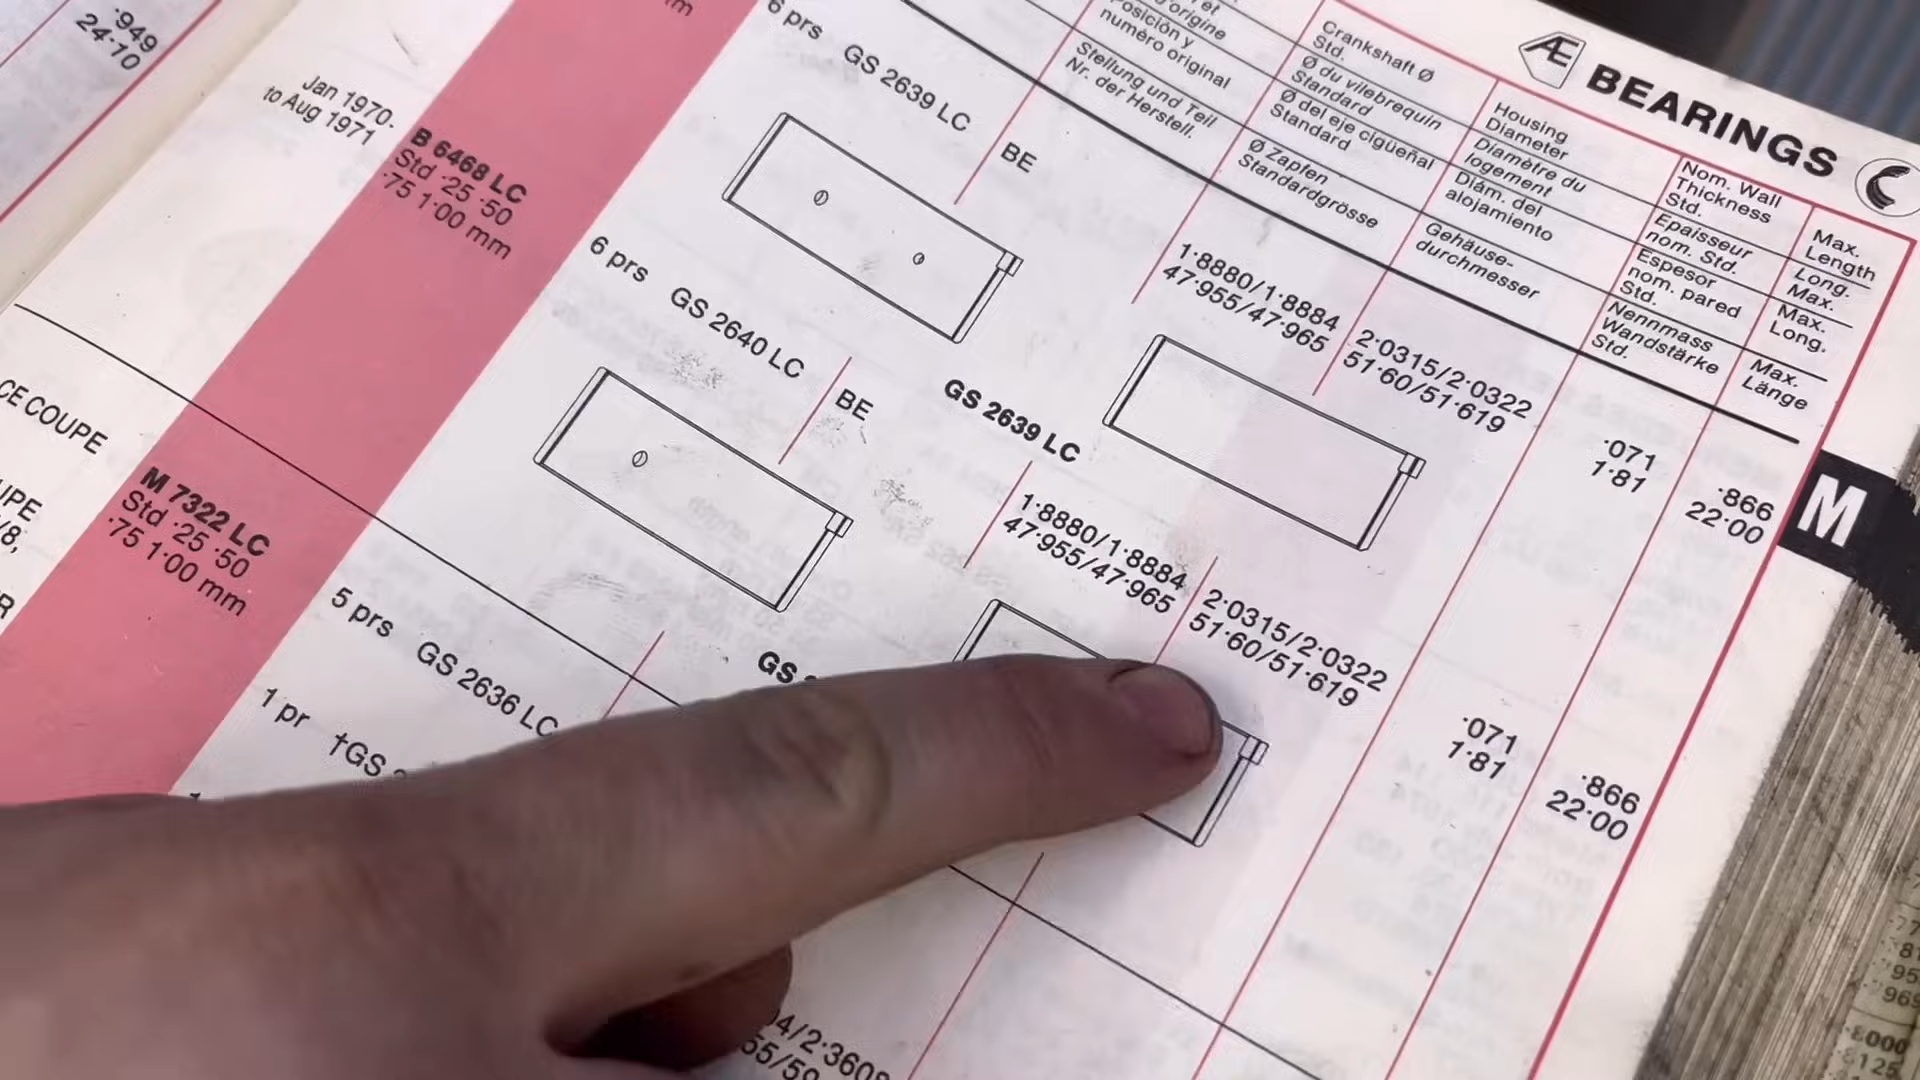 ÆE BEARINGS
Crankshaft Ø
Std.
Ø du vilebrequin
Standard
Ø del eje cigüeñal
Standard
Ø Zapfen
Standardgrösse
d'origine
Posición y
numéro original
Stellung und Teil
Nr. der Herstell.
Housing
Diameter
Diamètre du
logement
Diám. del
alojamiento
Gehäuse-
durchmesser
Nom. Wall
Thickness
Std.
Epaisseur
nom. Std.
Espesor
nom. pared
Std.
Nennmass
Wandstärke
Std.
Max.
Length
Long.
Max.
Max.
Long.
Max.
Länge
M
·949
24·70
Jan 1970-
to Aug 1971
B 6468 LC
Std ·25 ·50
·75 1·00 mm
6 prs GS 2639 LC BE
1·8880/1·8884
47·955/47·965
2·0315/2·0322
51·60/51·619
·071
1·81
·866
22·00
6 prs GS 2640 LC BE
GS 2639 LC
1·8880/1·8884
47·955/47·965
2·0315/2·0322
51·60/51·619
·071
1·81
·866
22·00
CE COUPE
M 7322 LC
Std ·25 ·50
·75 1·00 mm
5 prs GS 2636 LC
GS
1 pr †GS